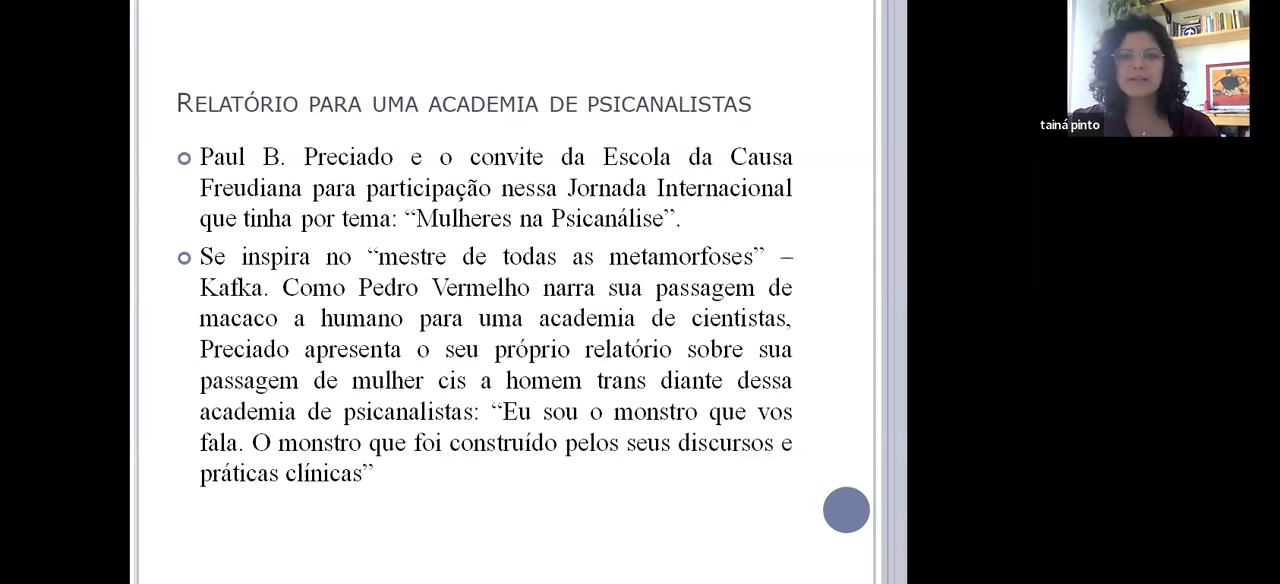 RELATÓRIO PARA UMA ACADEMIA DE PSICANALISTAS
Paul B. Preciado e o convite da Escola da Causa
Freudiana para participação nessa Jornada Internacional
que tinha por tema: “Mulheres na Psicanálise”.
Se inspira no “mestre de todas as metamorfoses” –
Kafka. Como Pedro Vermelho narra sua passagem de
macaco a humano para uma academia de cientistas,
Preciado apresenta o seu próprio relatório sobre sua
passagem de mulher cis a homem trans diante dessa
academia de psicanalistas: “Eu sou o monstro que vos
fala. O monstro que foi construído pelos seus discursos e
práticas clínicas”
tainá pinto